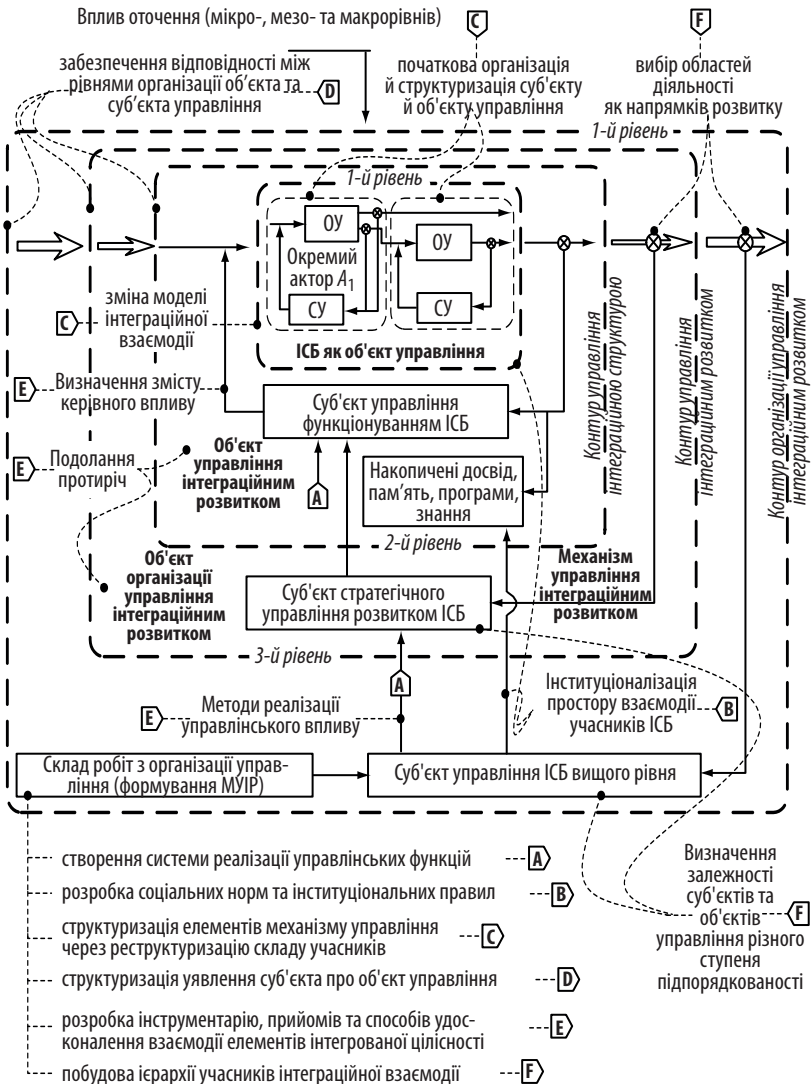 Вплив оточення (мікро-, мезо- та макрорівнів)
C
F
забезпечення відповідності між
рівнями організації об’єкта та
суб’єкта управління
D
початкова організація
й структуризація суб'єкту
й об'єкту управління
вибір областей
діяльності
як напрямків розвитку
1-й рівень
1-й рівень
ОУ
Окремий
актор A1
СУ
ОУ
СУ
ІСБ як об'єкт управління
C
зміна моделі
інтеграційної
взаємодії
E
Визначення змісту
керівного впливу
E
Подолання
протиріч
Суб'єкт управління
функціонуванням ІСБ
Об'єкт
управління
інтеграційним
розвитком
A
Накопичені досвід,
пам’ять, програми,
знання
2-й рівень
Контур управління
інтеграційною структурою
Контур управління
інтеграційним розвитком
Контур організації управління
інтеграційним розвитком
Об'єкт
організації
управління
інтеграційним
розвитком
Суб'єкт стратегічного
управління розвитком ІСБ
Механізм
управління
інтеграційним
розвитком
3-й рівень
A
E
Методи реалізації
управлінського впливу
Інституціоналізація
простору взаємодії
учасників ІСБ
B
Склад робіт з організації управ-
ління (формування МУІР)
Суб'єкт управління ІСБ вищого рівня
створення системи реалізації управлінських функцій
A
розробка соціальних норм та інституціональних правил
B
структуризація елементів механізму управління
через реструктуризацію складу учасників
C
структуризація уявлення суб'єкта про об'єкт управління
D
розробка інструментарію, прийомів та способів удос-
коналення взаємодії елементів інтегрованої цілісності
E
побудова ієрархії учасників інтеграційної взаємодії
F
Визначення
залежності
суб'єктів та
об'єктів
F
управління різного
ступеня
підпорядкованості